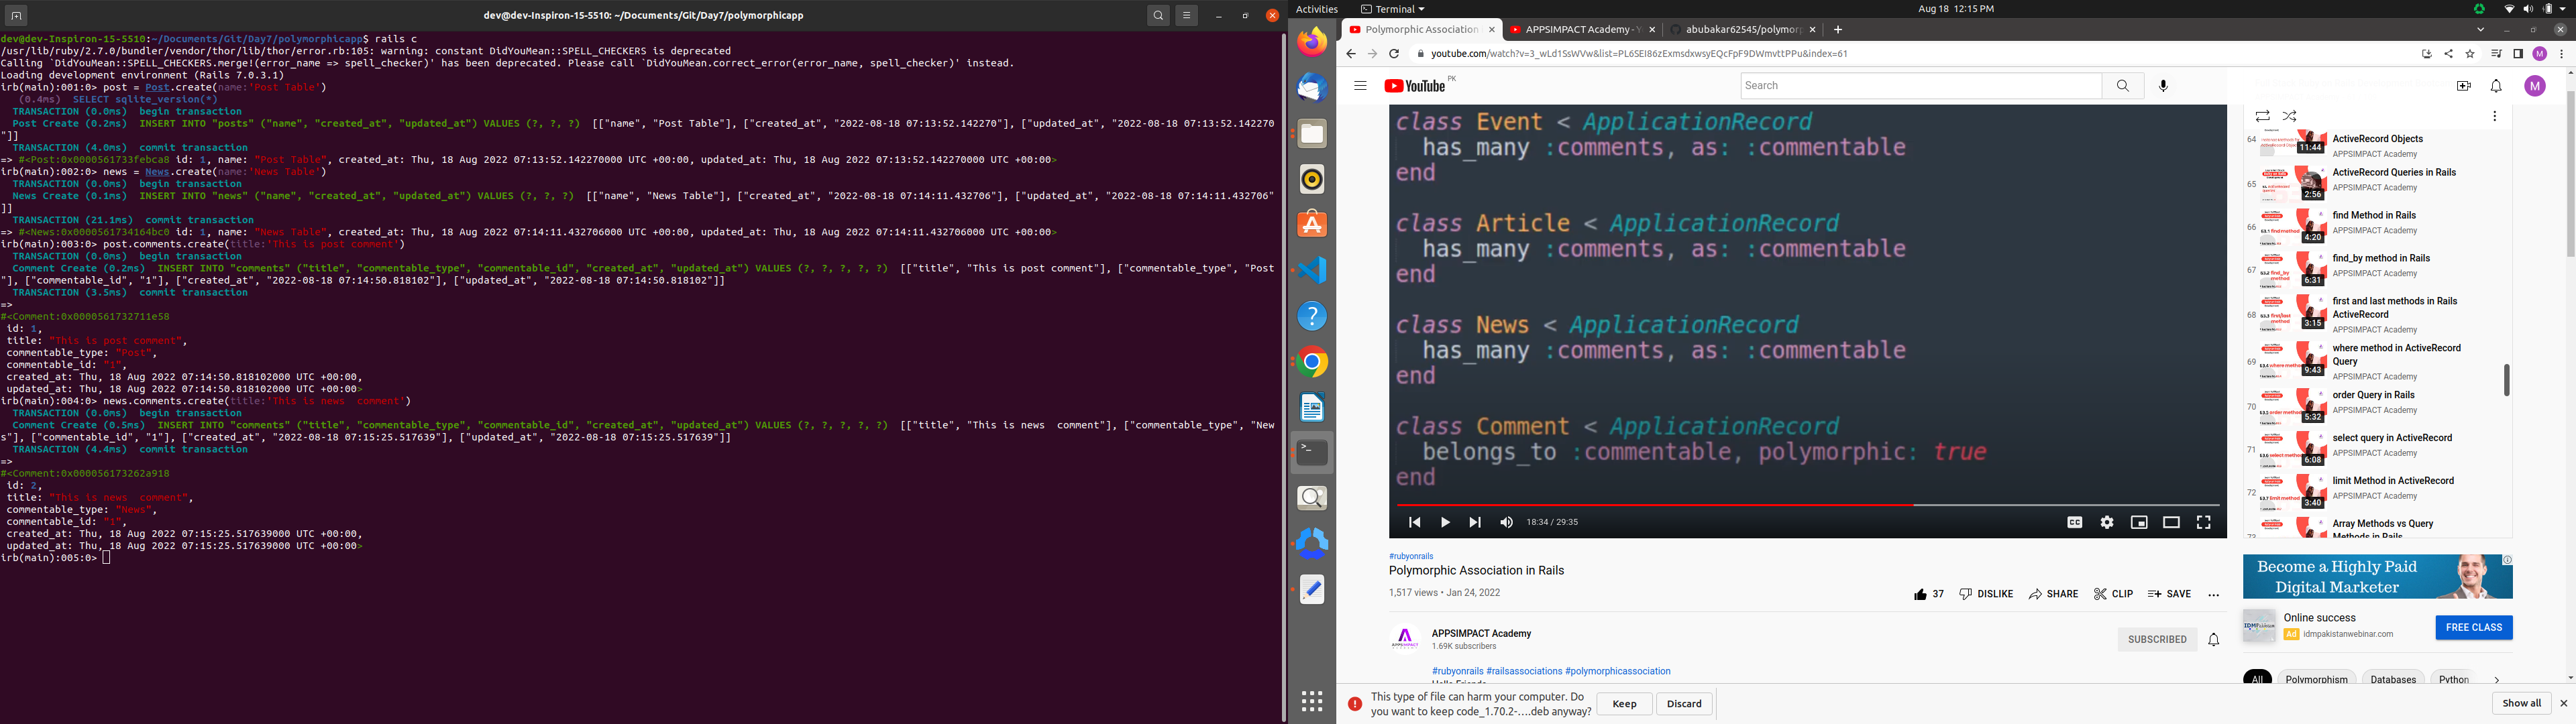 dev@dev-Inspiron-15-5510: ~/Documents/Git/Day7/polymorphicapp
dev@dev-Inspiron-15-5510:~/Documents/Git/Day7/polymorphicapp$ rails c
/usr/lib/ruby/2.7.0/bundler/vendor/thor/lib/thor/error.rb:105: warning: constant DidYouMean::SPELL_CHECKERS is deprecated
Calling `DidYouMean::SPELL_CHECKERS.merge!(error_name => spell_checker)' has been deprecated. Please call `DidYouMean.correct_error(error_name, spell_checker)' instead.
Loading development environment (Rails 7.0.3.1)
irb(main):001:0> post = Post.create(name:'Post Table')
(0.4ms)  SELECT sqlite_version(*)
TRANSACTION (0.0ms)  begin transaction
Post Create (0.2ms)  INSERT INTO "posts" ("name", "created_at", "updated_at") VALUES (?, ?, ?)  [["name", "Post Table"], ["created_at", "2022-08-18 07:13:52.142270"], ["updated_at", "2022-08-18 07:13:52.142270
"]]
TRANSACTION (4.0ms)  commit transaction
=> #<Post:0x0000561733febca8 id: 1, name: "Post Table", created_at: Thu, 18 Aug 2022 07:13:52.142270000 UTC +00:00, updated_at: Thu, 18 Aug 2022 07:13:52.142270000 UTC +00:00>
irb(main):002:0> news = News.create(name:'News Table')
TRANSACTION (0.0ms)  begin transaction
News Create (0.1ms)  INSERT INTO "news" ("name", "created_at", "updated_at") VALUES (?, ?, ?)  [["name", "News Table"], ["created_at", "2022-08-18 07:14:11.432706"], ["updated_at", "2022-08-18 07:14:11.432706"
]]
TRANSACTION (21.1ms)  commit transaction
=> #<News:0x0000561734164bc0 id: 1, name: "News Table", created_at: Thu, 18 Aug 2022 07:14:11.432706000 UTC +00:00, updated_at: Thu, 18 Aug 2022 07:14:11.432706000 UTC +00:00>
irb(main):003:0> post.comments.create(title:'This is post comment')
TRANSACTION (0.0ms)  begin transaction
Comment Create (0.2ms)  INSERT INTO "comments" ("title", "commentable_type", "commentable_id", "created_at", "updated_at") VALUES (?, ?, ?, ?, ?)  [["title", "This is post comment"], ["commentable_type", "Post
"], ["commentable_id", "1"], ["created_at", "2022-08-18 07:14:50.818102"], ["updated_at", "2022-08-18 07:14:50.818102"]]
TRANSACTION (3.5ms)  commit transaction
=>
#<Comment:0x0000561732711e58
id: 1,
title: "This is post comment",
commentable_type: "Post",
commentable_id: "1",
created_at: Thu, 18 Aug 2022 07:14:50.818102000 UTC +00:00,
updated_at: Thu, 18 Aug 2022 07:14:50.818102000 UTC +00:00>
irb(main):004:0> news.comments.create(title:'This is news  comment')
TRANSACTION (0.0ms)  begin transaction
Comment Create (0.5ms)  INSERT INTO "comments" ("title", "commentable_type", "commentable_id", "created_at", "updated_at") VALUES (?, ?, ?, ?, ?)  [["title", "This is news  comment"], ["commentable_type", "New
s"], ["commentable_id", "1"], ["created_at", "2022-08-18 07:15:25.517639"], ["updated_at", "2022-08-18 07:15:25.517639"]]
TRANSACTION (4.4ms)  commit transaction
=>
#<Comment:0x000056173262a918
id: 2,
title: "This is news  comment",
commentable_type: "News",
commentable_id: "1",
created_at: Thu, 18 Aug 2022 07:15:25.517639000 UTC +00:00,
updated_at: Thu, 18 Aug 2022 07:15:25.517639000 UTC +00:00>
irb(main):005:0>
Activities Terminal Aug 18 12:15 PM
Polymorphic Association APPSIMPACT Academy - Y abubakar62545/polymor
youtube.com/watch?v=3_wLd1SsWVw&list=PL6SEI86zExmsdxwsyEQcFpF9DWmvttPPu&index=61
YouTube PK Search M
class Event < ApplicationRecord
has_many :comments, as: :commentable
end
class Article < ApplicationRecord
has_many :comments, as: :commentable
end
class News < ApplicationRecord
has_many :comments, as: :commentable
end
class Comment < ApplicationRecord
belongs_to :commentable, polymorphic: true
end
18:34 / 29:35
#rubyonrails
Polymorphic Association in Rails
1,517 views • Jan 24, 2022
37 DISLIKE SHARE CLIP SAVE
APPSIMPACT Academy
1.69K subscribers
SUBSCRIBED
#rubyonrails #railsassociations #polymorphicassociation
64 11:44 ActiveRecord Objects
APPSIMPACT Academy
65 2:56 ActiveRecord Queries in Rails
APPSIMPACT Academy
66 4:20 find Method in Rails
APPSIMPACT Academy
67 6:31 find_by method in Rails
APPSIMPACT Academy
68 3:15 first and last methods in Rails
ActiveRecord
APPSIMPACT Academy
69 9:43 where method in ActiveRecord
Query
APPSIMPACT Academy
70 5:32 order Query in Rails
APPSIMPACT Academy
71 6:08 select query in ActiveRecord
APPSIMPACT Academy
72 3:40 limit Method in ActiveRecord
APPSIMPACT Academy
73 Array Methods vs Query
Methods in Rails
Become a Highly Paid
Digital Marketer
Online success
Ad idmpakistanwebinar.com
FREE CLASS
All Polymorphism Databases Python
This type of file can harm your computer. Do
you want to keep code_1.70.2-....deb anyway?
Keep Discard Show all